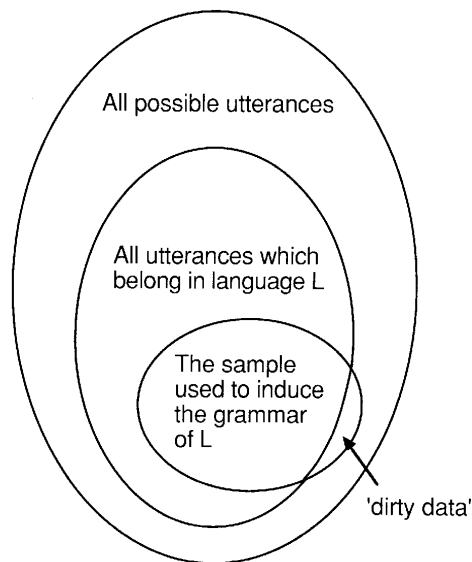 All possible utterances
All utterances which
belong in language L
The sample
used to induce
the grammar
of L
'dirty data'